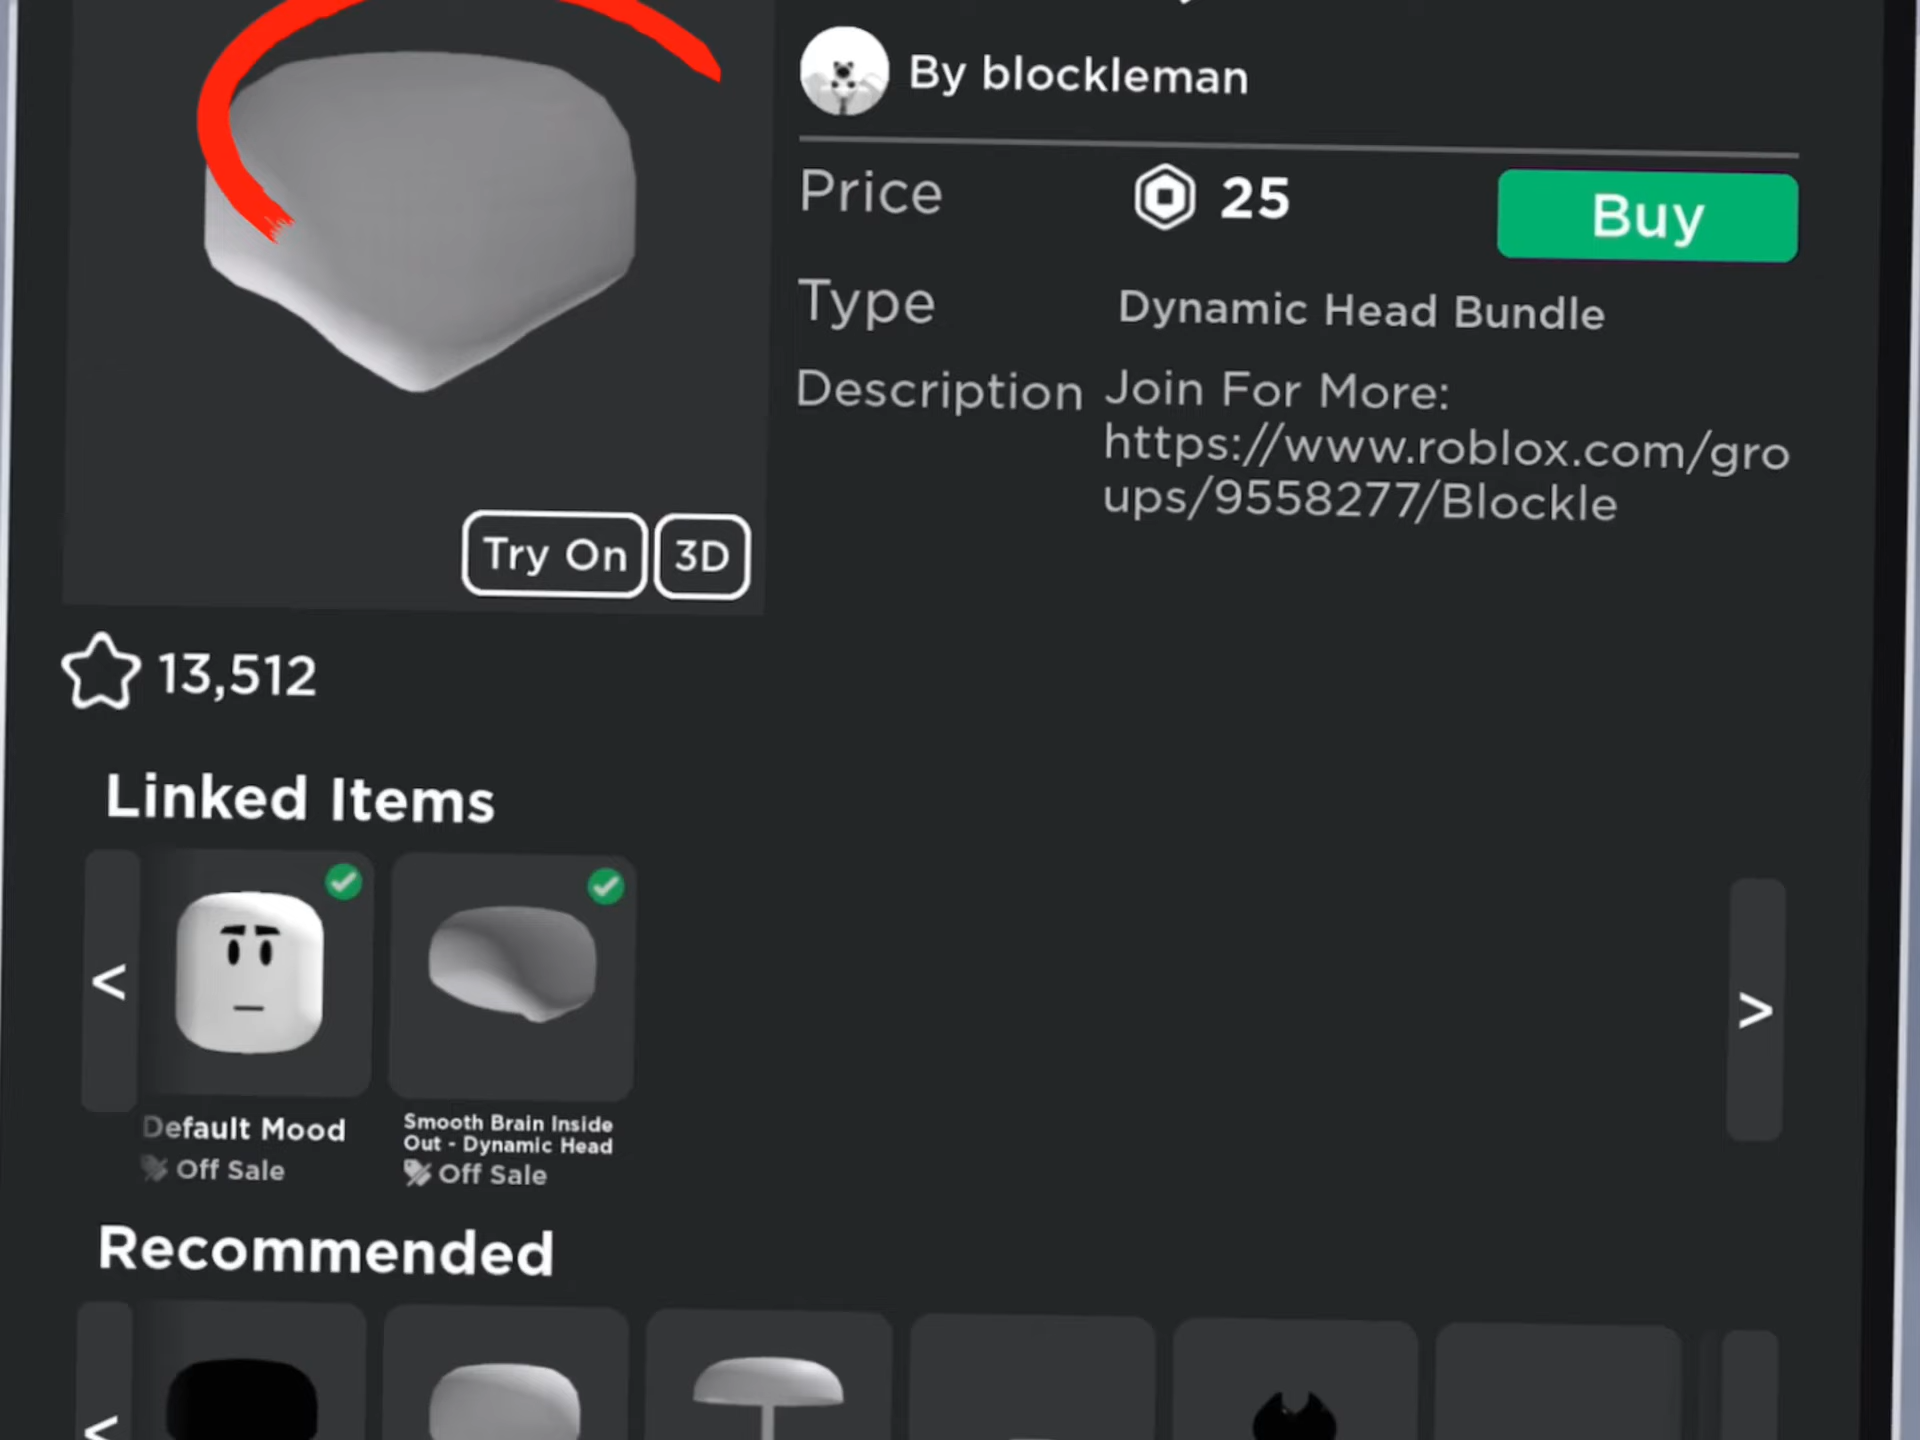 By blockleman
Price
25
Buy
Type
Dynamic Head Bundle
Description
Join For More:
https://www.roblox.com/gro
ups/9558277/Blockle
Try On
3D
13,512
Linked Items
<
Default Mood
Off Sale
Smooth Brain Inside
Out - Dynamic Head
Off Sale
>
Recommended
<